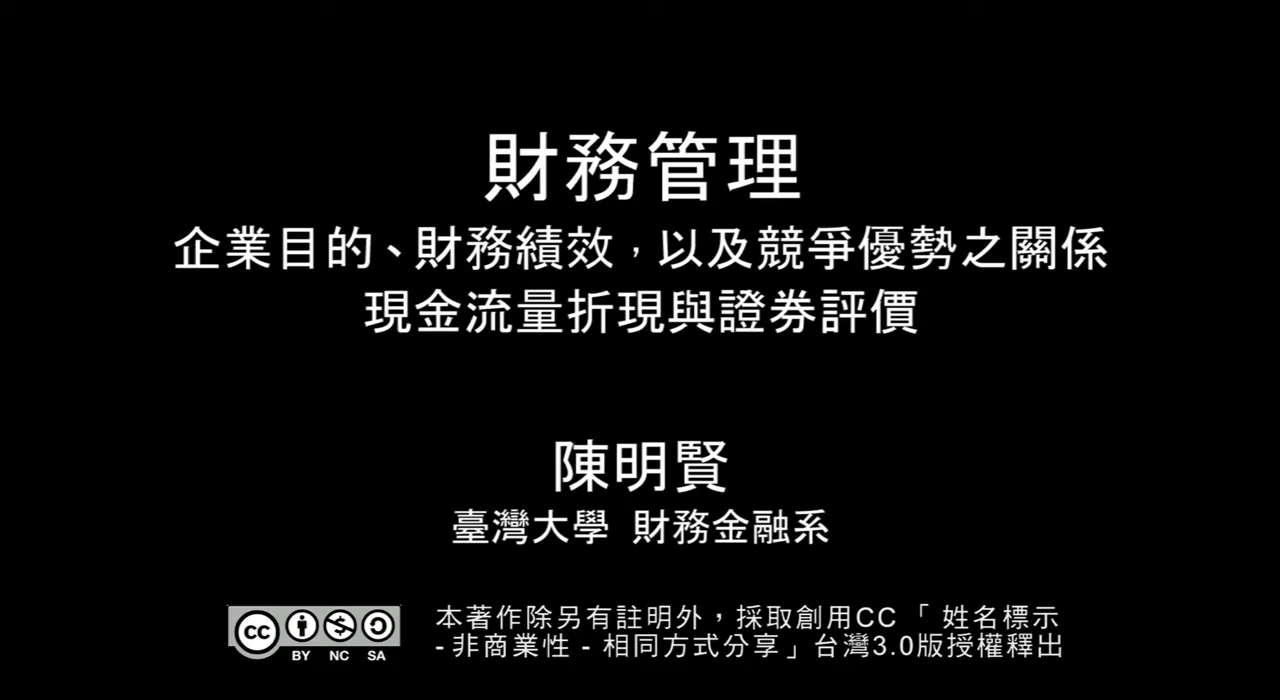 財務管理
企業目的、財務績效，以及競爭優勢之關係
現金流量折現與證券評價
陳明賢
臺灣大學 財務金融系
cc BY NC SA
本著作除另有註明外，採取創用CC「 姓名標示
- 非商業性 - 相同方式分享」台灣3.0版授權釋出